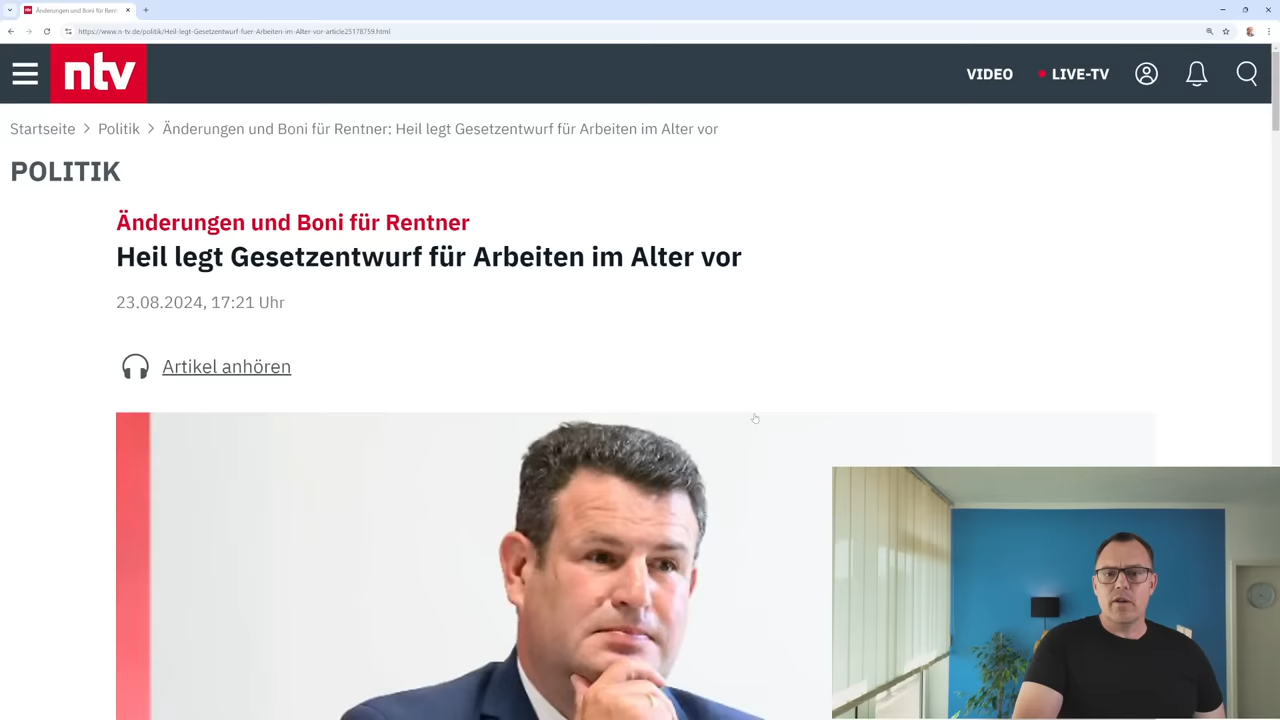 Änderungen und Boni für Rent
https://www.n-tv.de/politik/Heil-legt-Gesetzentwurf-fuer-Arbeiten-im-Alter-vor-article25178759.html
ntv
VIDEO
LIVE-TV
Startseite > Politik > Änderungen und Boni für Rentner: Heil legt Gesetzentwurf für Arbeiten im Alter vor
POLITIK
Änderungen und Boni für Rentner
Heil legt Gesetzentwurf für Arbeiten im Alter vor
23.08.2024, 17:21 Uhr
Artikel anhören